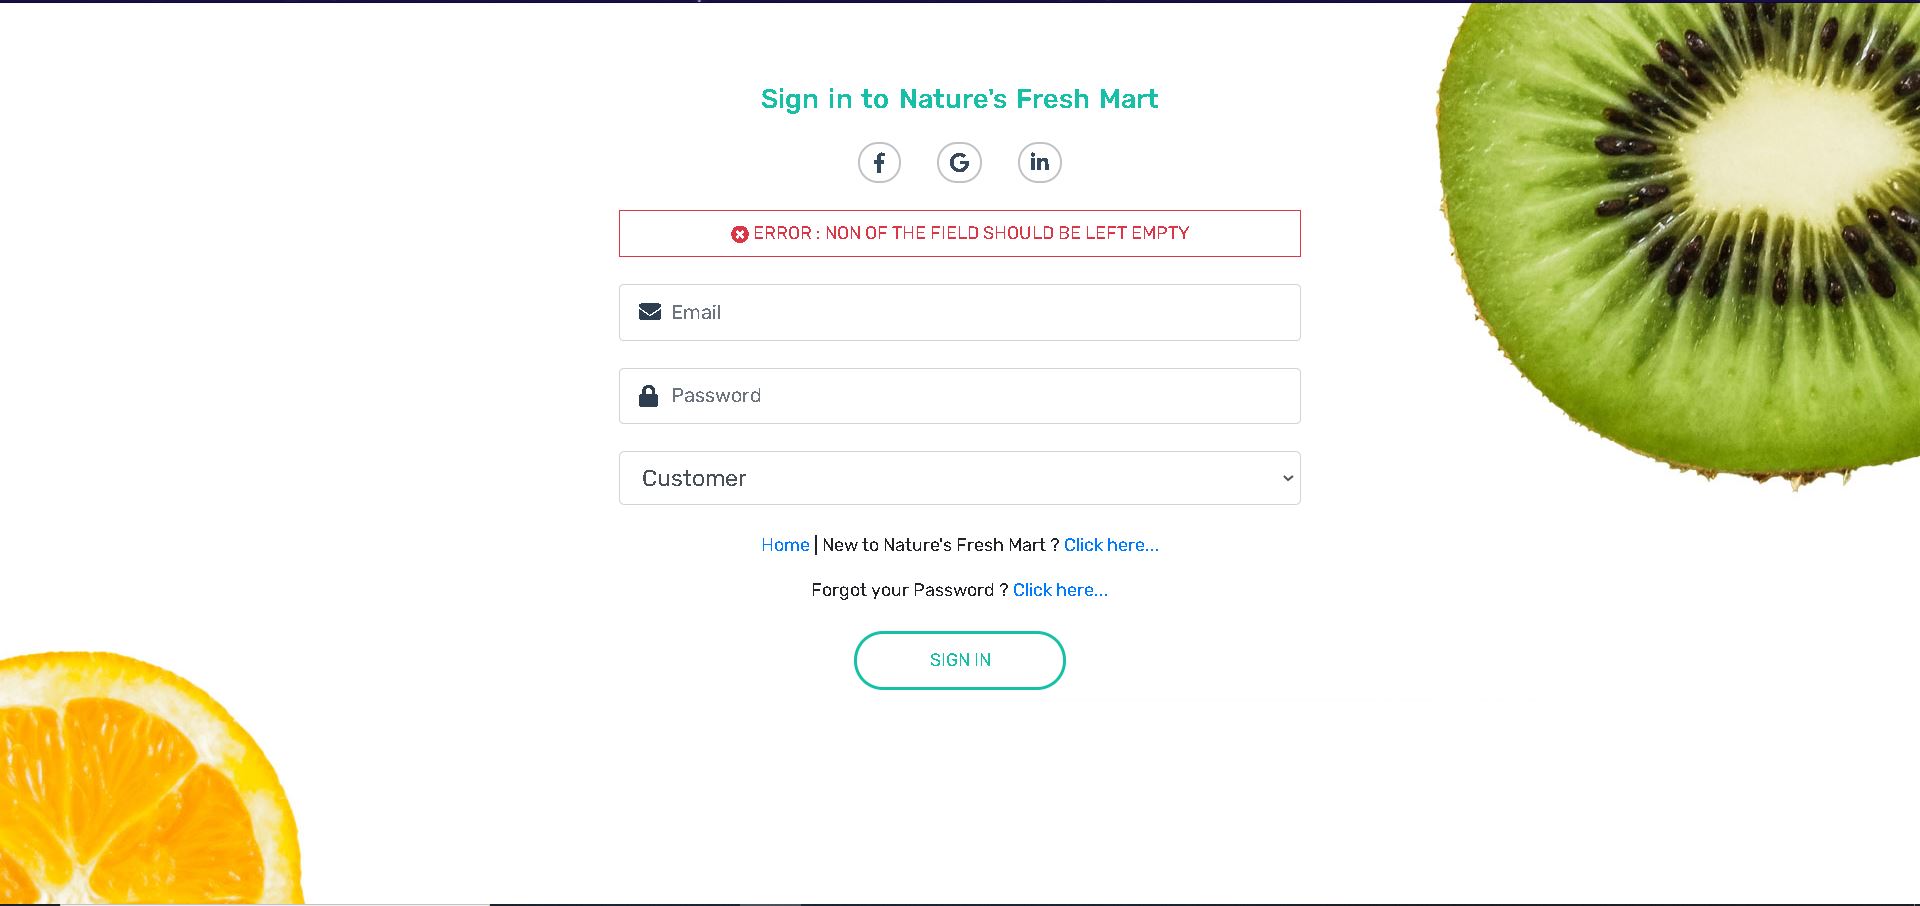 Sign in to Nature's Fresh Mart
f G in
ERROR : NON OF THE FIELD SHOULD BE LEFT EMPTY
Email
Password
Customer
Home | New to Nature's Fresh Mart ? Click here...
Forgot your Password ? Click here...
SIGN IN